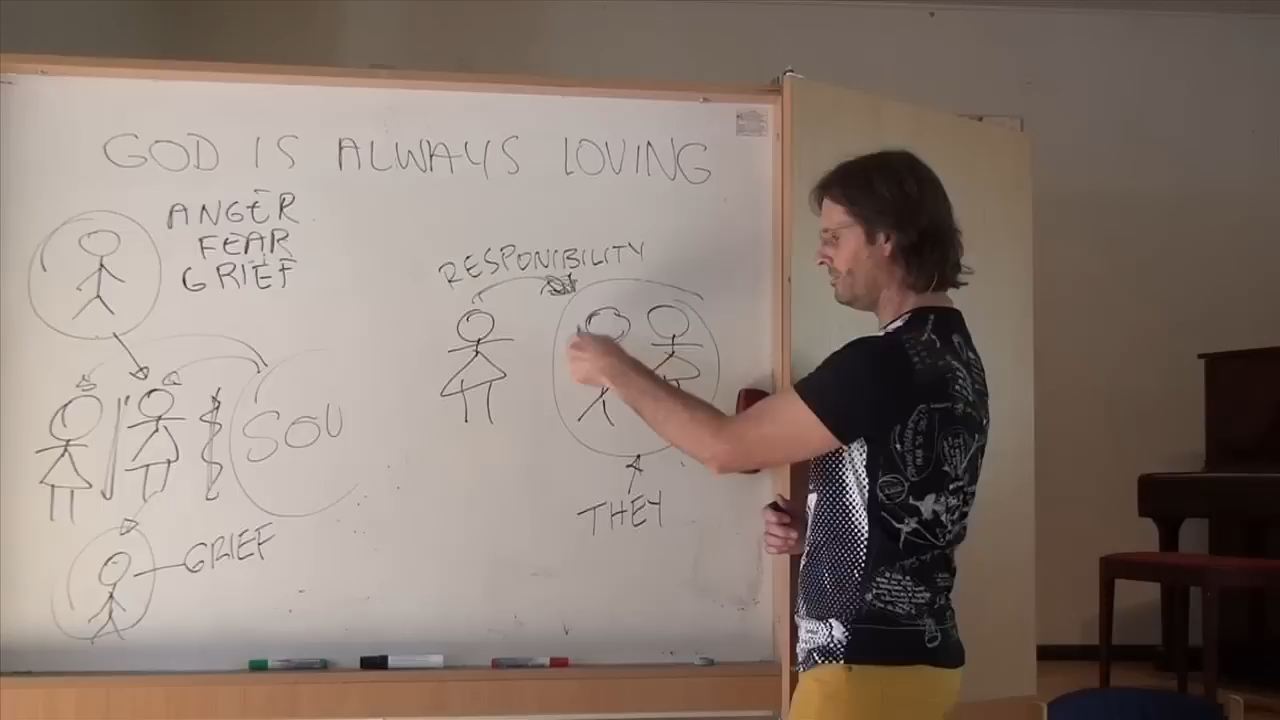 GOD IS ALWAYS LOVING
ANGER
FEAR
GRIEF
RESPONIBILITY
SOU
THEY
GRIEF